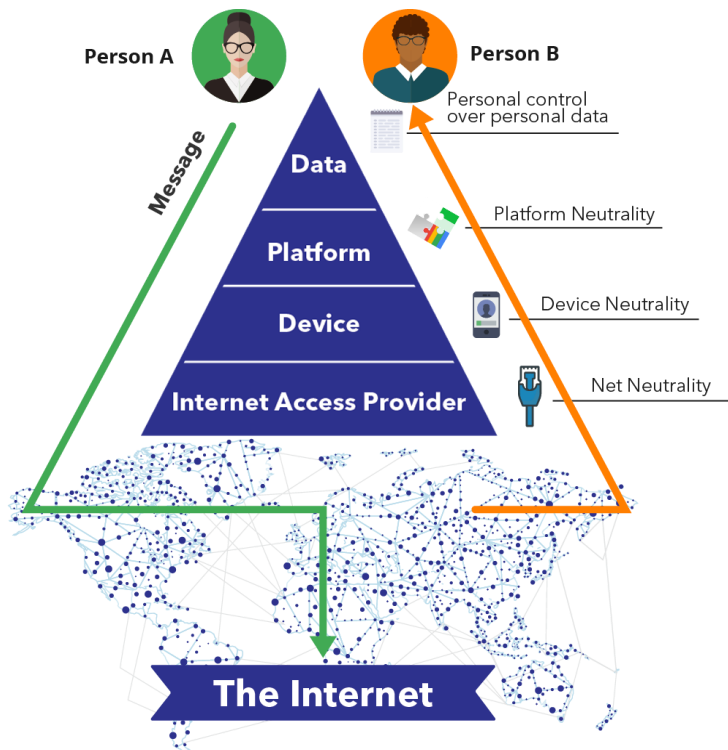 Person A
Person B
Message
Personal control
over personal data
Data
Platform Neutrality
Platform
Device Neutrality
Device
Net Neutrality
Internet Access Provider
The Internet